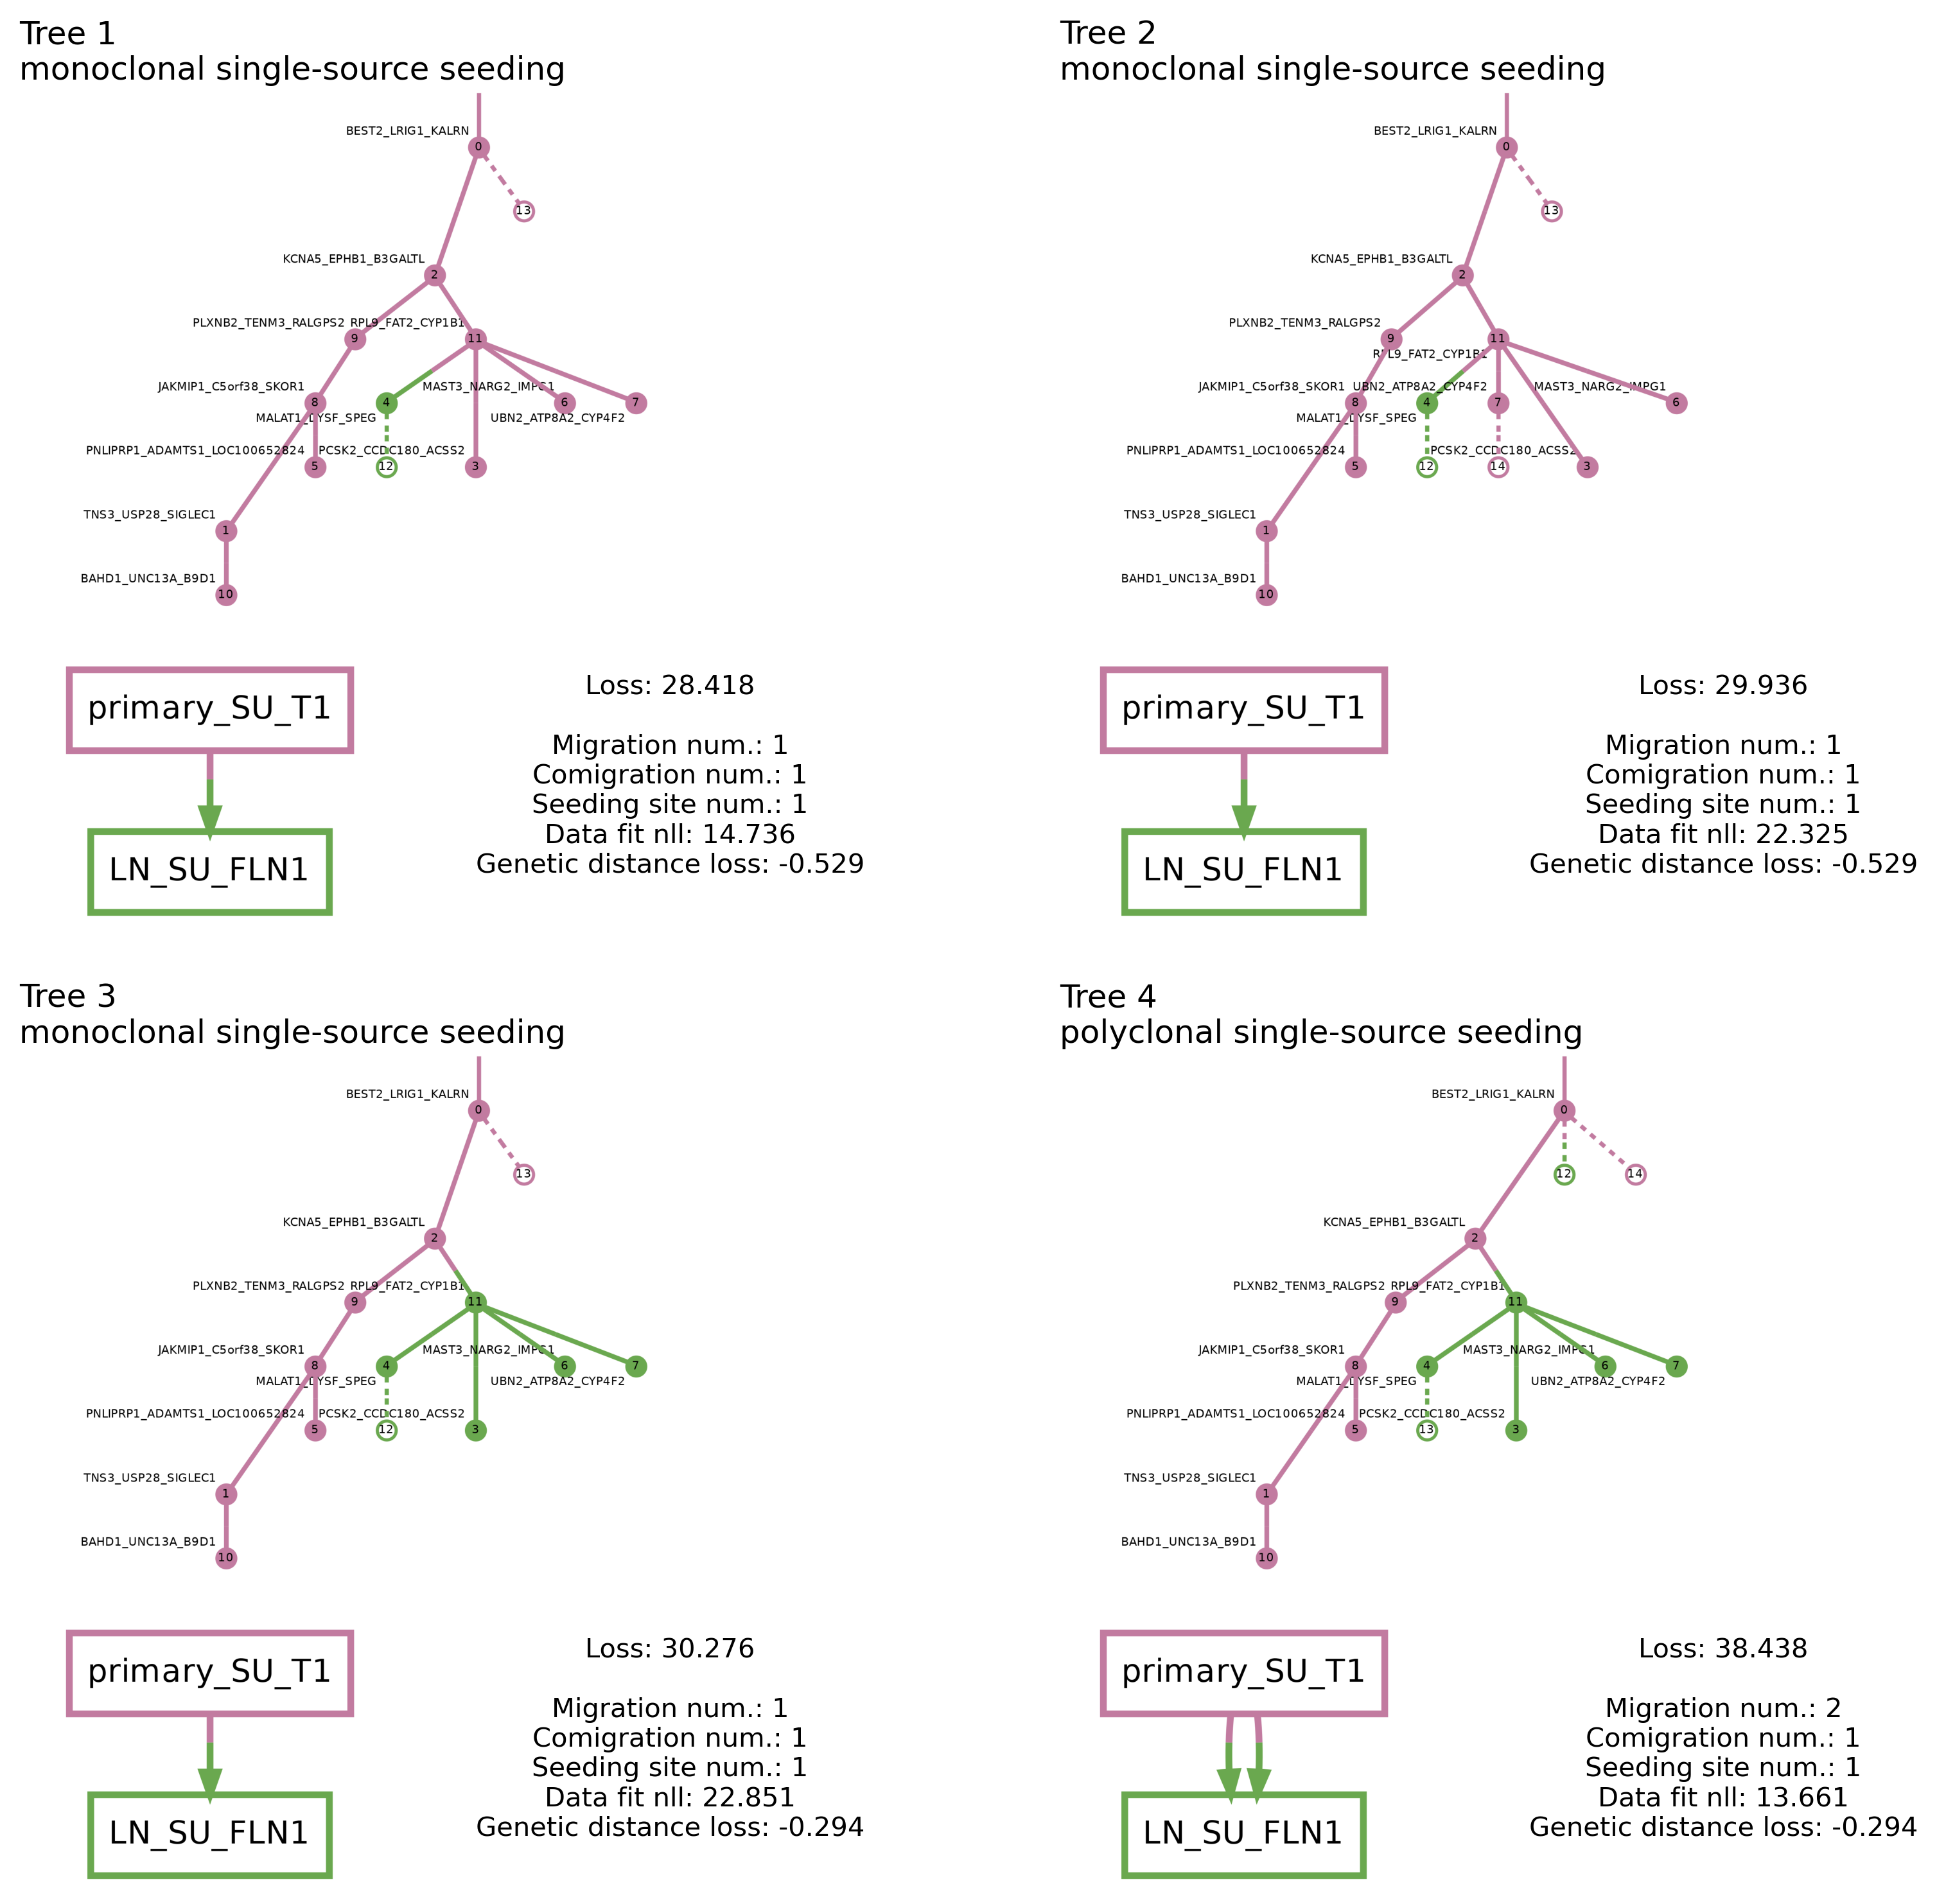 Tree 1
monoclonal single-source seeding
BEST2_LRIG1_KALRN
0
13
KCNA5_EPHB1_B3GALTL
2
PLXNB2_TENM3_RALGPS2 RPL9_FAT2_CYP1B1
9
11
JAKMIP1_C5orf38_SKOR1
MAST3_NARG2_IMPG1
8
4
6
7
MALAT1_DYSF_SPEG
UBN2_ATP8A2_CYP4F2
PNLIPRP1_ADAMTS1_LOC100652824
PCSK2_CCDC180_ACSS2
5
12
3
TNS3_USP28_SIGLEC1
1
BAHD1_UNC13A_B9D1
10
primary_SU_T1
LN_SU_FLN1
Loss: 28.418
Migration num.: 1
Comigration num.: 1
Seeding site num.: 1
Data fit nll: 14.736
Genetic distance loss: -0.529
Tree 2
monoclonal single-source seeding
BEST2_LRIG1_KALRN
0
13
KCNA5_EPHB1_B3GALTL
2
PLXNB2_TENM3_RALGPS2
9
11
RPL9_FAT2_CYP1B1
JAKMIP1_C5orf38_SKOR1
UBN2_ATP8A2_CYP4F2
MAST3_NARG2_IMPG1
8
4
7
6
MALAT1_DYSF_SPEG
PNLIPRP1_ADAMTS1_LOC100652824
PCSK2_CCDC180_ACSS2
5
12
14
3
TNS3_USP28_SIGLEC1
1
BAHD1_UNC13A_B9D1
10
primary_SU_T1
LN_SU_FLN1
Loss: 29.936
Migration num.: 1
Comigration num.: 1
Seeding site num.: 1
Data fit nll: 22.325
Genetic distance loss: -0.529
Tree 3
monoclonal single-source seeding
BEST2_LRIG1_KALRN
0
13
KCNA5_EPHB1_B3GALTL
2
PLXNB2_TENM3_RALGPS2 RPL9_FAT2_CYP1B1
9
11
JAKMIP1_C5orf38_SKOR1
MAST3_NARG2_IMPG1
8
4
6
7
MALAT1_DYSF_SPEG
UBN2_ATP8A2_CYP4F2
PNLIPRP1_ADAMTS1_LOC100652824
PCSK2_CCDC180_ACSS2
5
12
3
TNS3_USP28_SIGLEC1
1
BAHD1_UNC13A_B9D1
10
primary_SU_T1
LN_SU_FLN1
Loss: 30.276
Migration num.: 1
Comigration num.: 1
Seeding site num.: 1
Data fit nll: 22.851
Genetic distance loss: -0.294
Tree 4
polyclonal single-source seeding
BEST2_LRIG1_KALRN
0
12
14
KCNA5_EPHB1_B3GALTL
2
PLXNB2_TENM3_RALGPS2 RPL9_FAT2_CYP1B1
9
11
JAKMIP1_C5orf38_SKOR1
MAST3_NARG2_IMPG1
8
4
6
7
MALAT1_DYSF_SPEG
UBN2_ATP8A2_CYP4F2
PNLIPRP1_ADAMTS1_LOC100652824
PCSK2_CCDC180_ACSS2
5
13
3
TNS3_USP28_SIGLEC1
1
BAHD1_UNC13A_B9D1
10
primary_SU_T1
LN_SU_FLN1
Loss: 38.438
Migration num.: 2
Comigration num.: 1
Seeding site num.: 1
Data fit nll: 13.661
Genetic distance loss: -0.294